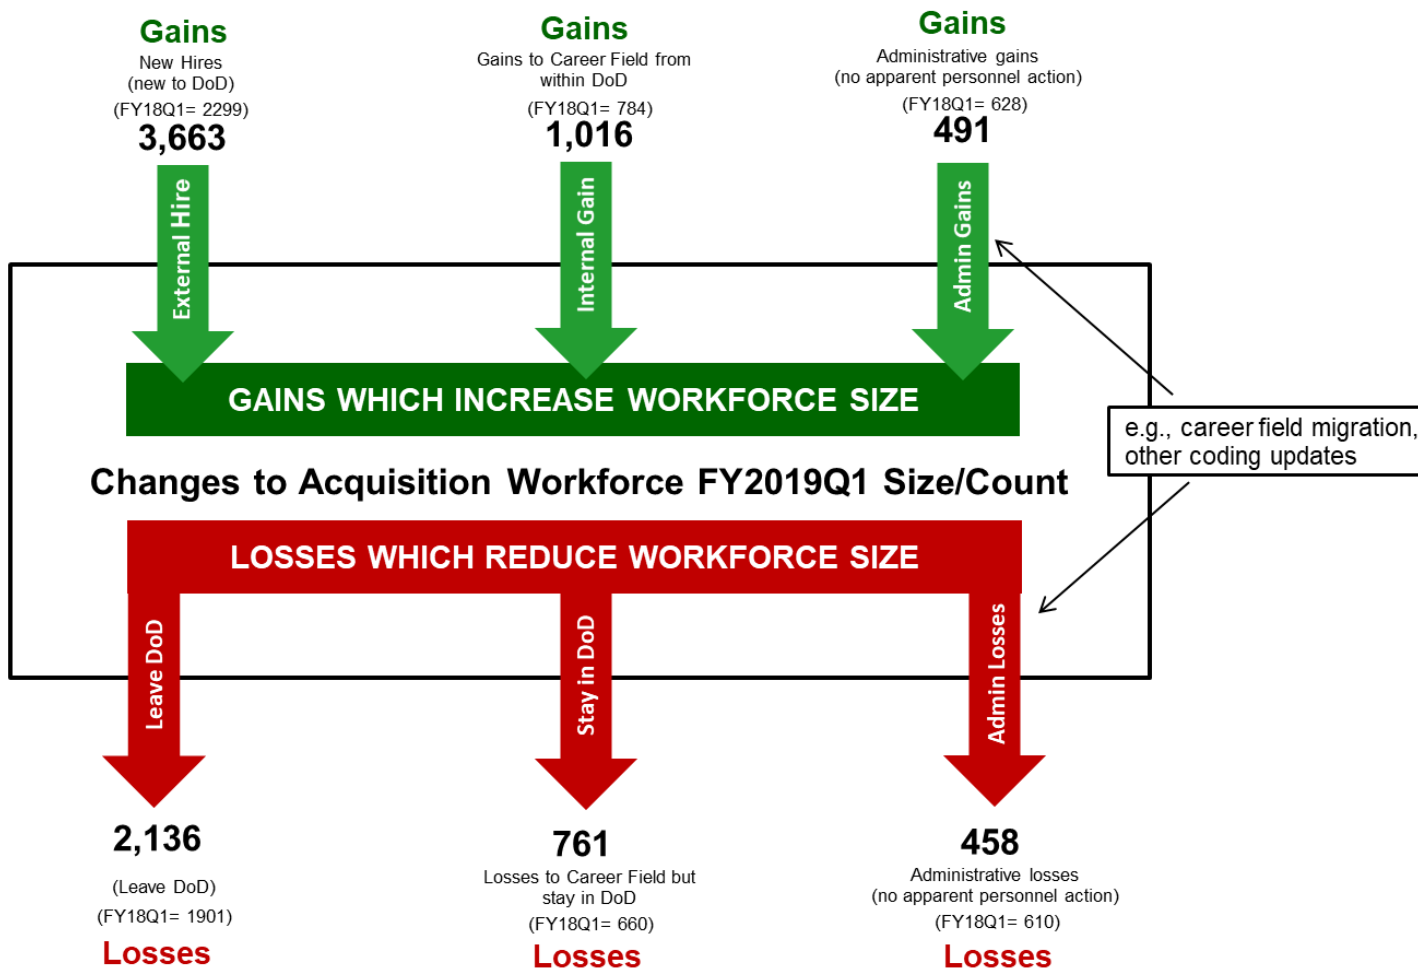 Gains
New Hires
(new to DoD)
(FY18Q1= 2299)
3,663
External Hire
Gains
Gains to Career Field from
within DoD
(FY18Q1= 784)
1,016
Internal Gain
Gains
Administrative gains
(no apparent personnel action)
(FY18Q1= 628)
491
Admin Gains
GAINS WHICH INCREASE WORKFORCE SIZE
e.g., career field migration,
other coding updates
Changes to Acquisition Workforce FY2019Q1 Size/Count
LOSSES WHICH REDUCE WORKFORCE SIZE
Leave DoD
2,136
(Leave DoD)
(FY18Q1= 1901)
Losses
Stay in DoD
761
Losses to Career Field but
stay in DoD
(FY18Q1= 660)
Losses
Admin Losses
458
Administrative losses
(no apparent personnel action)
(FY18Q1= 610)
Losses